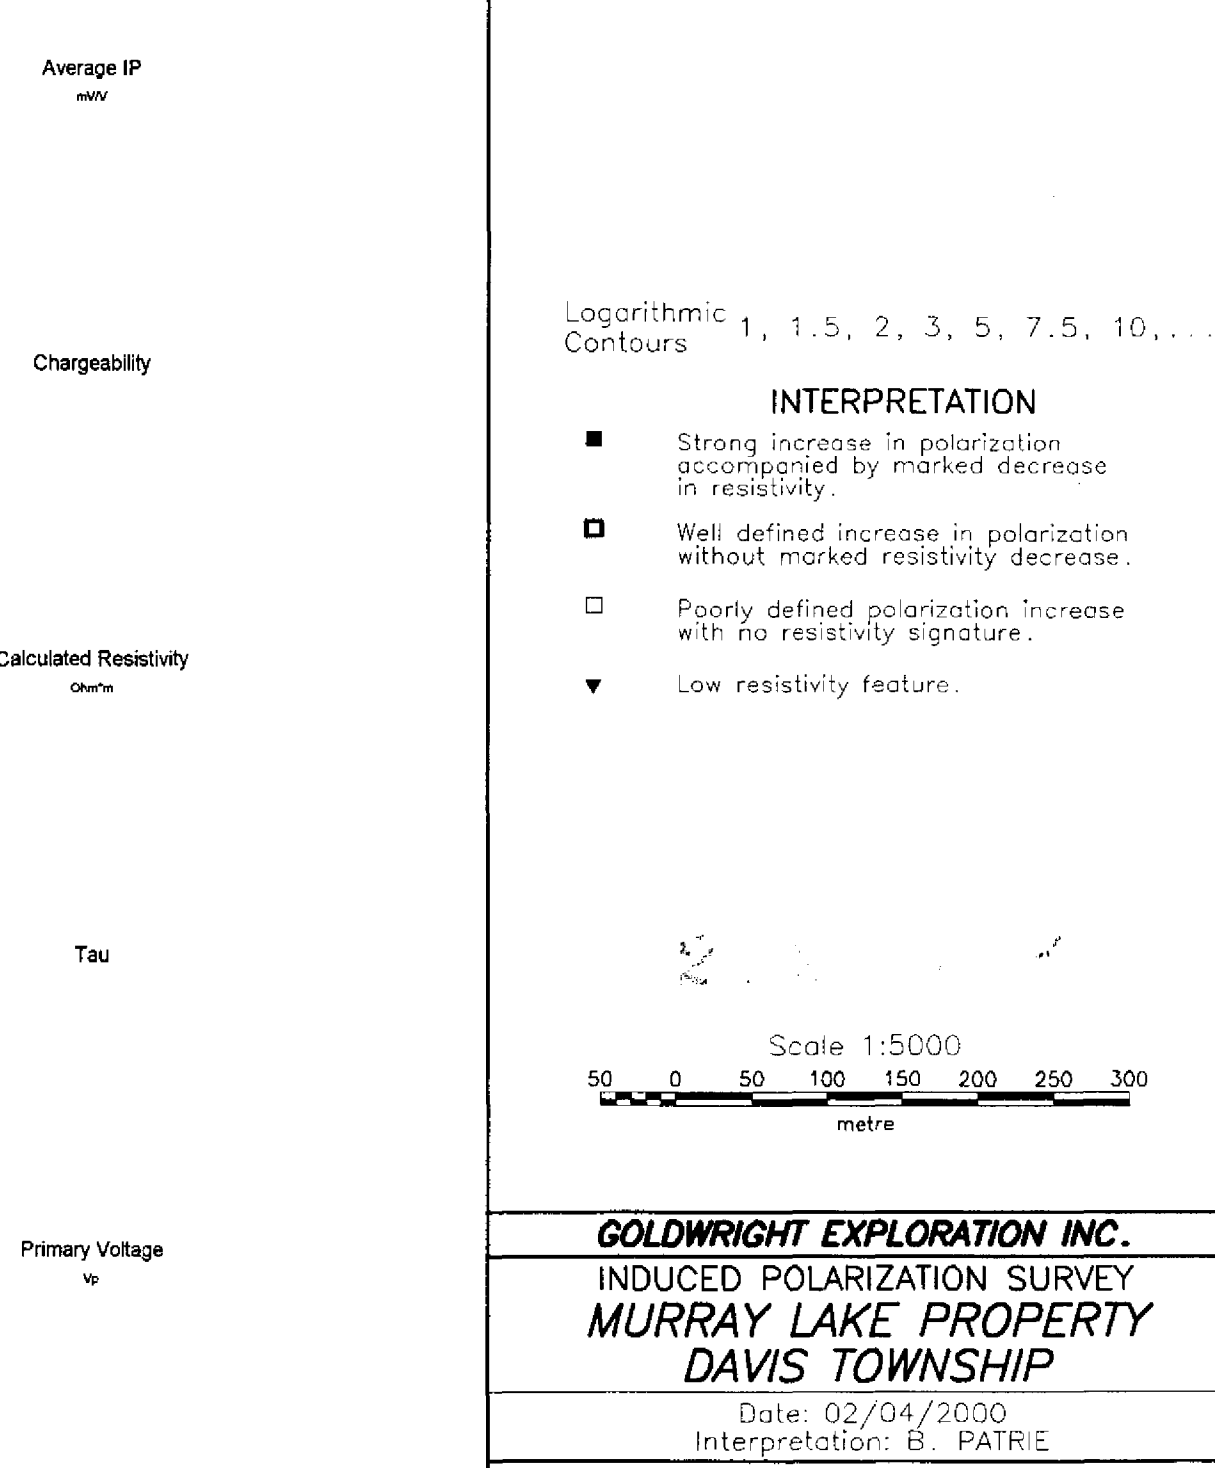 Average IP
mV/V
Chargeability
Calculated Resistivity
Ohm*m
Tau
Primary Voltage
Vp
Logarithmic
Contours
1, 1.5, 2, 3, 5, 7.5, 10,...
INTERPRETATION
Strong increase in polarization
accompanied by marked decrease
in resistivity.
Well defined increase in polarization
without marked resistivity decrease.
Poorly defined polarization increase
with no resistivity signature.
Low resistivity feature.
Scale 1:5000
50 0 50 100 150 200 250 300
metre
GOLDWRIGHT EXPLORATION INC.
INDUCED POLARIZATION SURVEY
MURRAY LAKE PROPERTY
DAVIS TOWNSHIP
Date: 02/04/2000
Interpretation: B. PATRIE